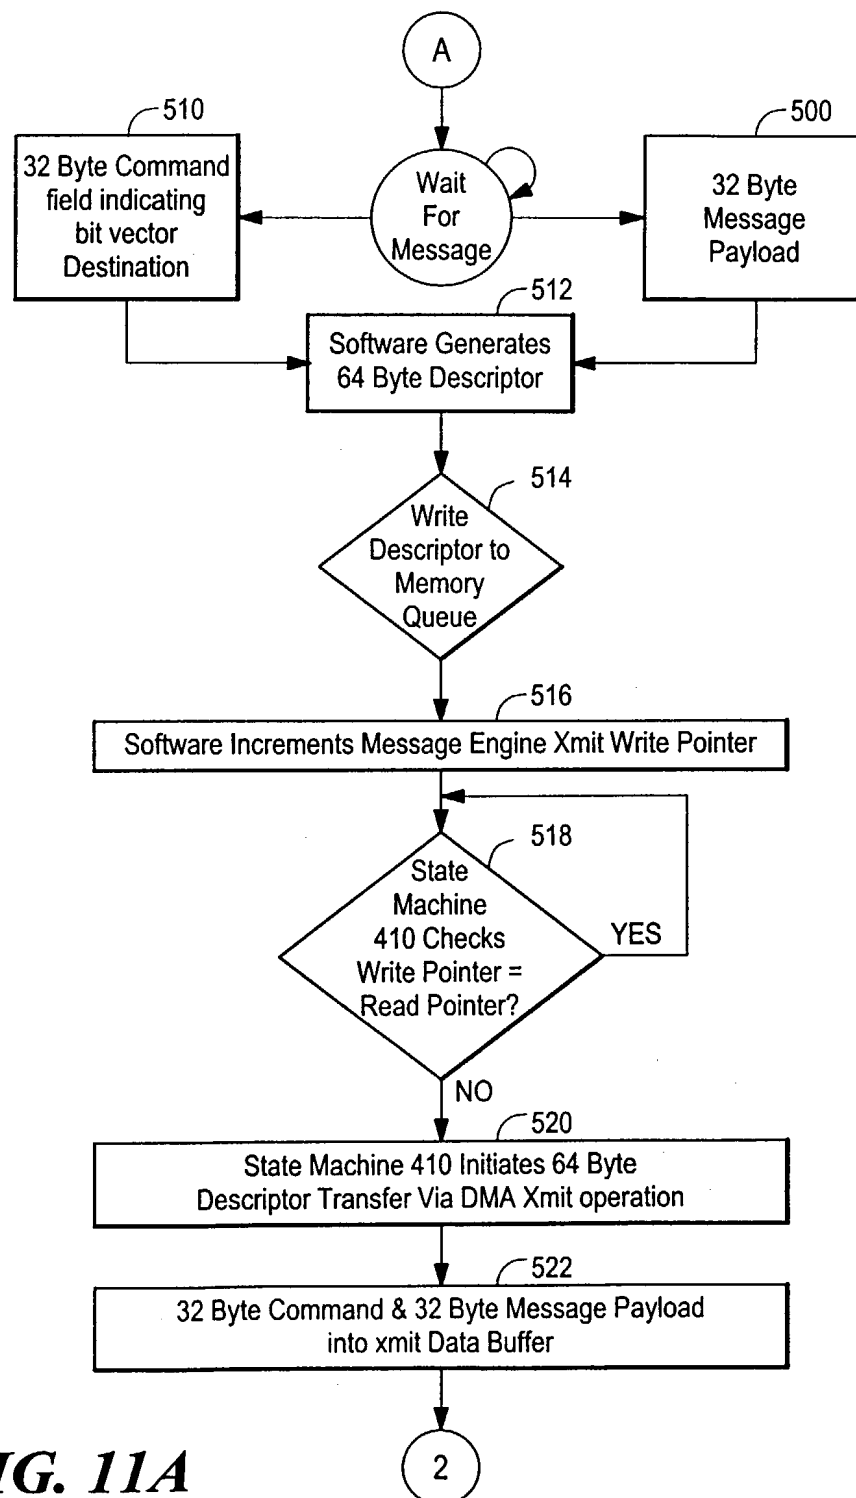 A
510
32 Byte Command
field indicating
bit vector
Destination
Wait
For
Message
500
32 Byte
Message
Payload
512
Software Generates
64 Byte Descriptor
514
Write
Descriptor to
Memory
Queue
516
Software Increments Message Engine Xmit Write Pointer
518
State
Machine
410 Checks
Write Pointer =
Read Pointer?
YES
NO
520
State Machine 410 Initiates 64 Byte
Descriptor Transfer Via DMA Xmit operation
522
32 Byte Command & 32 Byte Message Payload
into xmit Data Buffer
2
IG. 11A